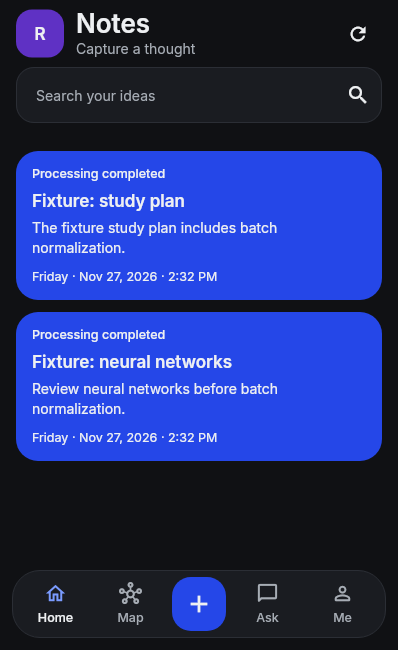 R
Notes
Capture a thought
Search your ideas
Processing completed
Fixture: study plan
The fixture study plan includes batch
normalization.
Friday · Nov 27, 2026 · 2:32 PM
Processing completed
Fixture: neural networks
Review neural networks before batch
normalization.
Friday · Nov 27, 2026 · 2:32 PM
Home
Map
Ask
Me